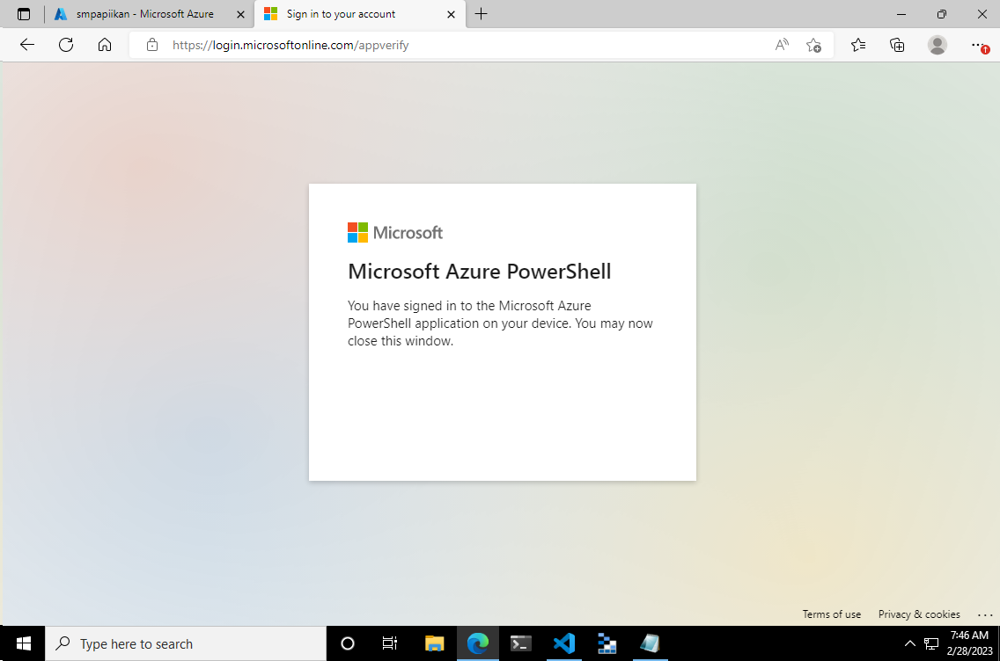 smpapiikan - Microsoft Azure
Sign in to your account
https://login.microsoftonline.com/appverify
Microsoft
Microsoft Azure PowerShell
You have signed in to the Microsoft Azure
PowerShell application on your device. You may now
close this window.
Terms of use
Privacy & cookies
Type here to search
7:46 AM
2/28/2023